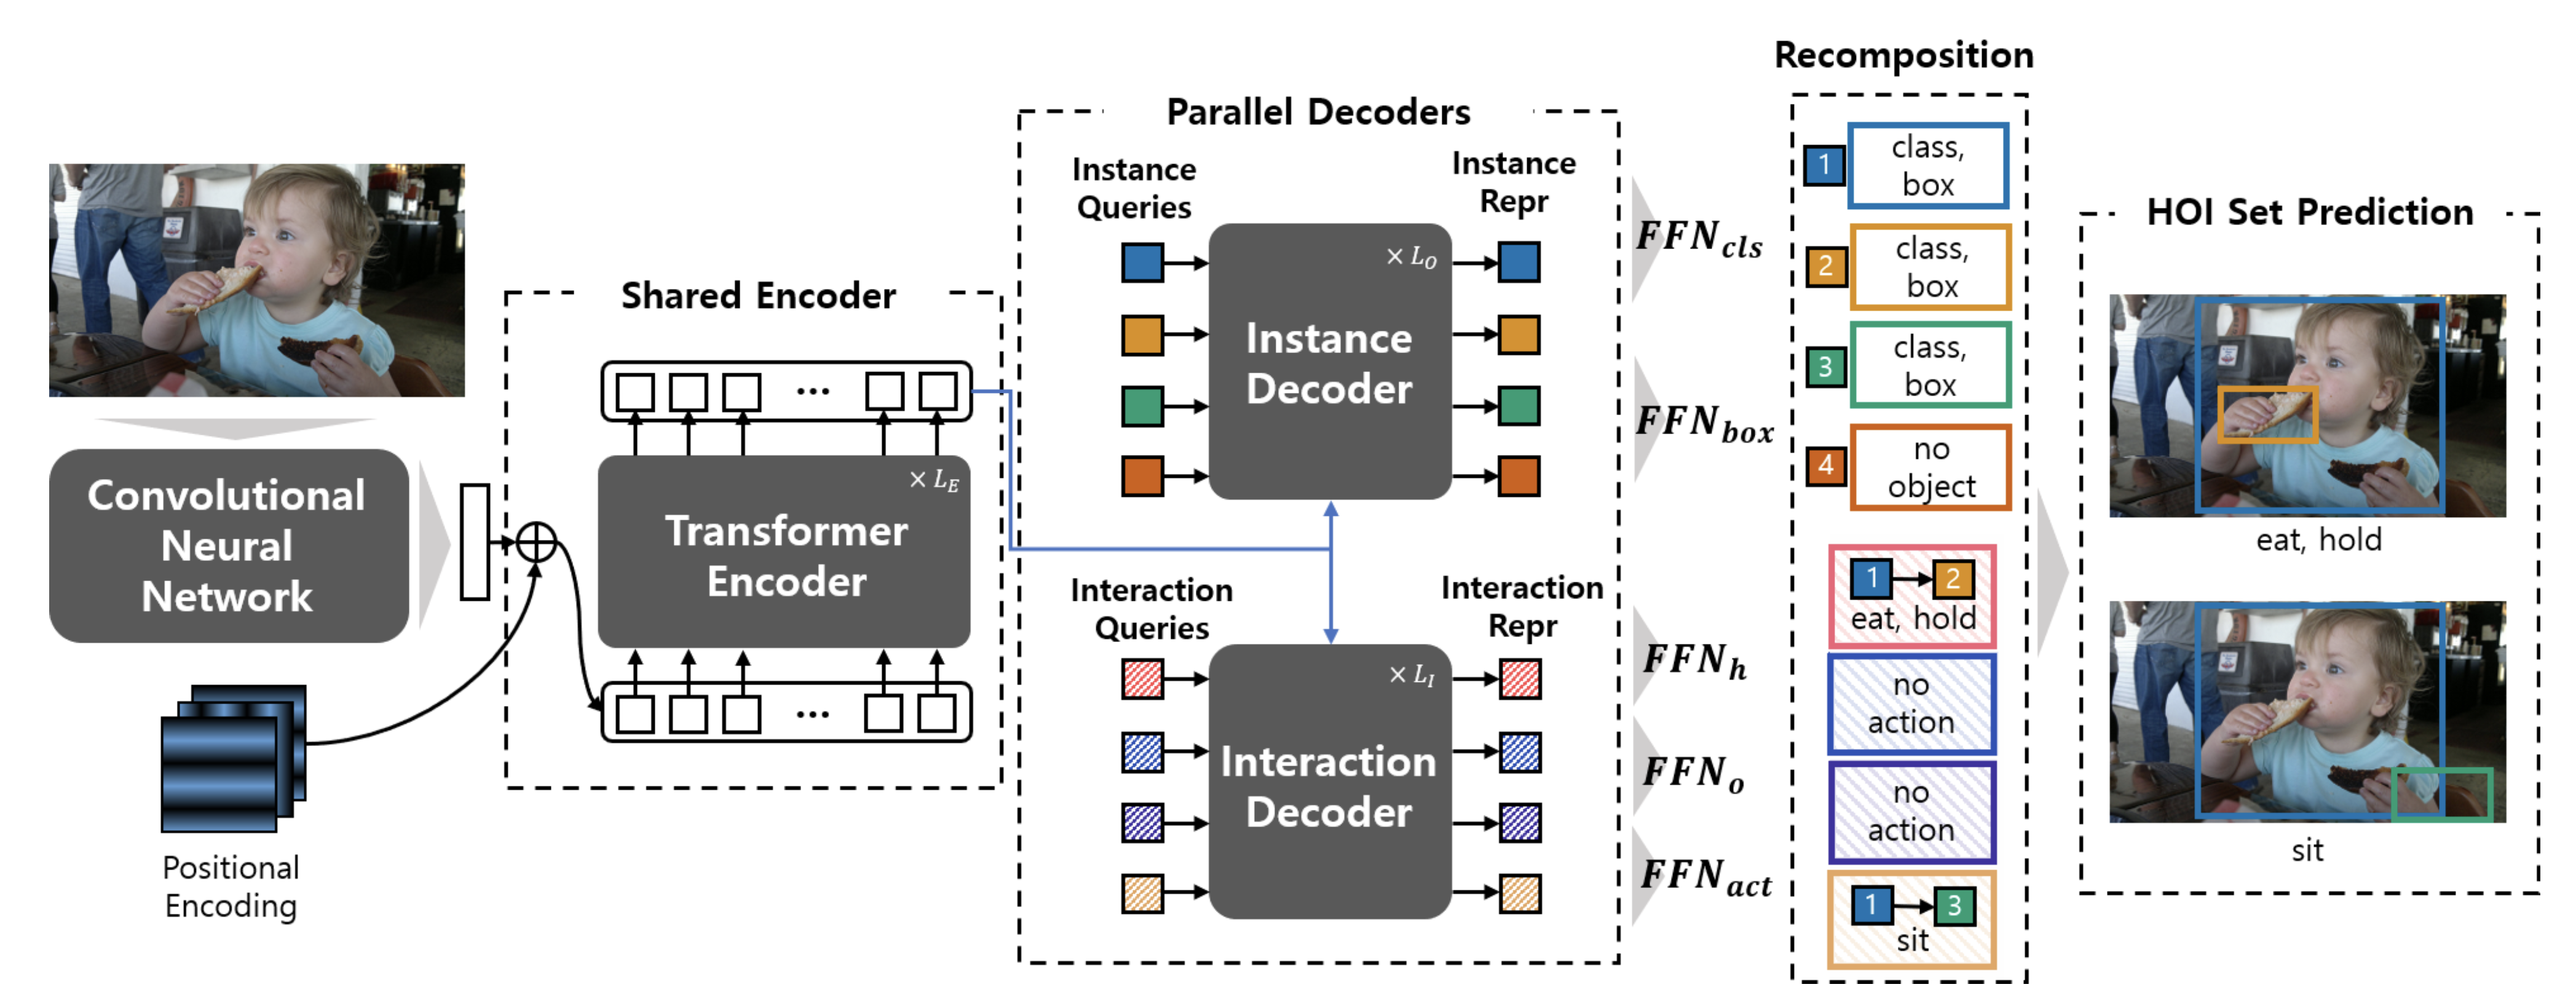 Convolutional
Neural
Network
Positional
Encoding
Shared Encoder
...
× L_E
Transformer
Encoder
...
Parallel Decoders
Instance
Queries
Instance
Repr
× L_O
Instance
Decoder
Interaction
Queries
Interaction
Repr
× L_I
Interaction
Decoder
FFN_cls
FFN_box
FFN_h
FFN_o
FFN_act
Recomposition
1
class,
box
2
class,
box
3
class,
box
4
no
object
1 2
eat, hold
no
action
no
action
1 3
sit
HOI Set Prediction
eat, hold
sit